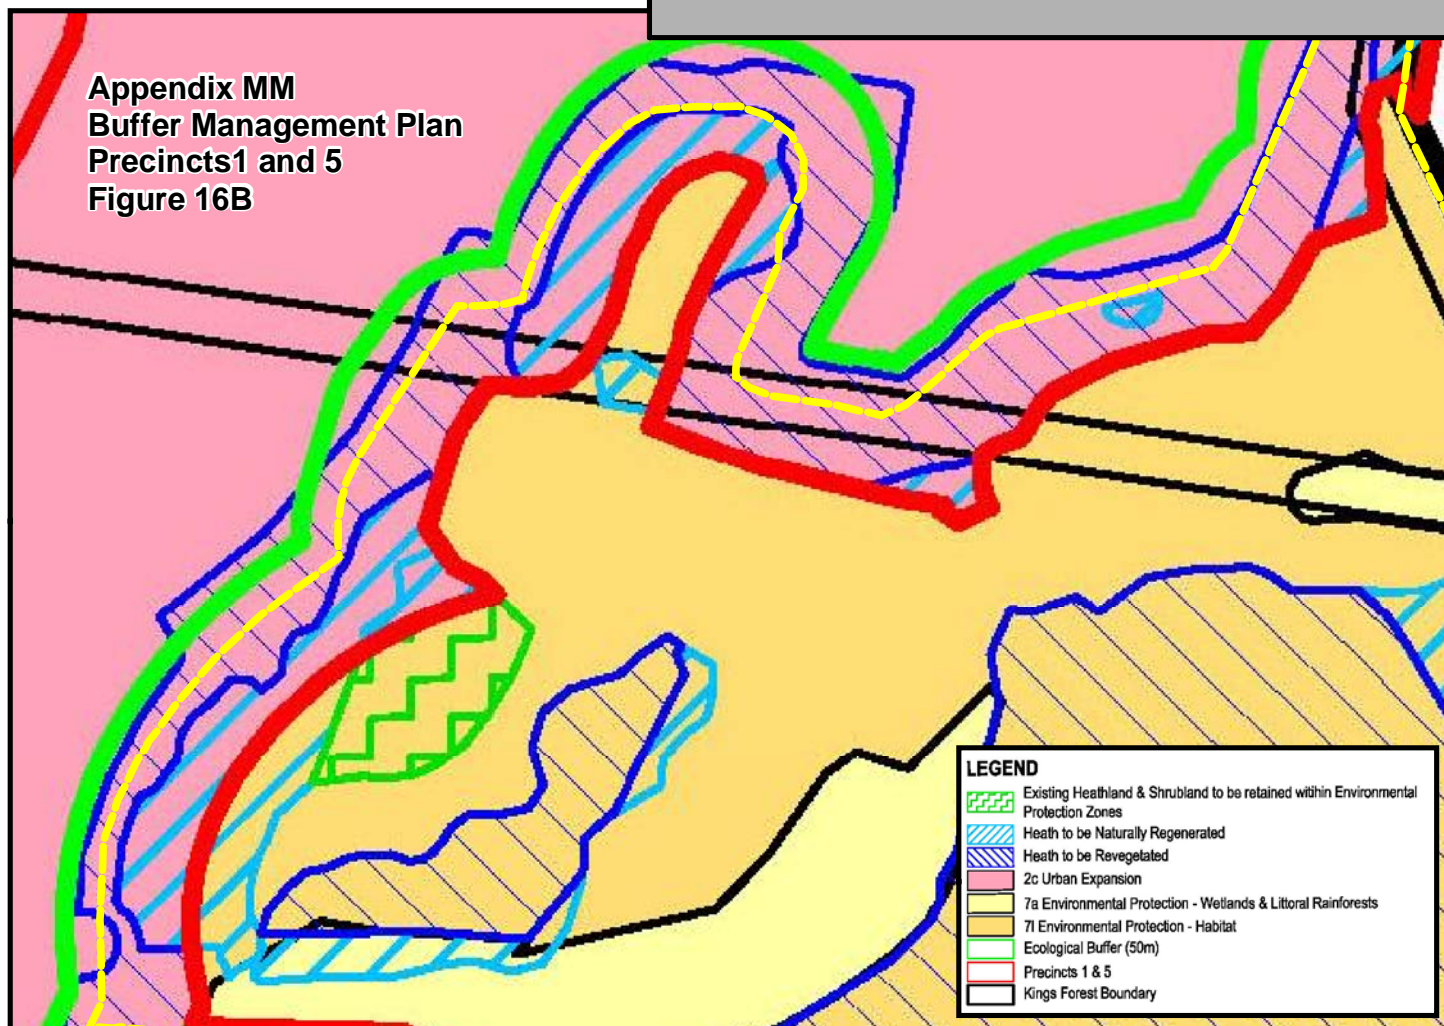 Appendix MM
Buffer Management Plan
Precincts1 and 5
Figure 16B
LEGEND
Existing Heathland & Shrubland to be retained witihin Environmental
Protection Zones
Heath to be Naturally Regenerated
Heath to be Revegetated
2c Urban Expansion
7a Environmental Protection - Wetlands & Littoral Rainforests
7l Environmental Protection - Habitat
Ecological Buffer (50m)
Precincts 1 & 5
Kings Forest Boundary